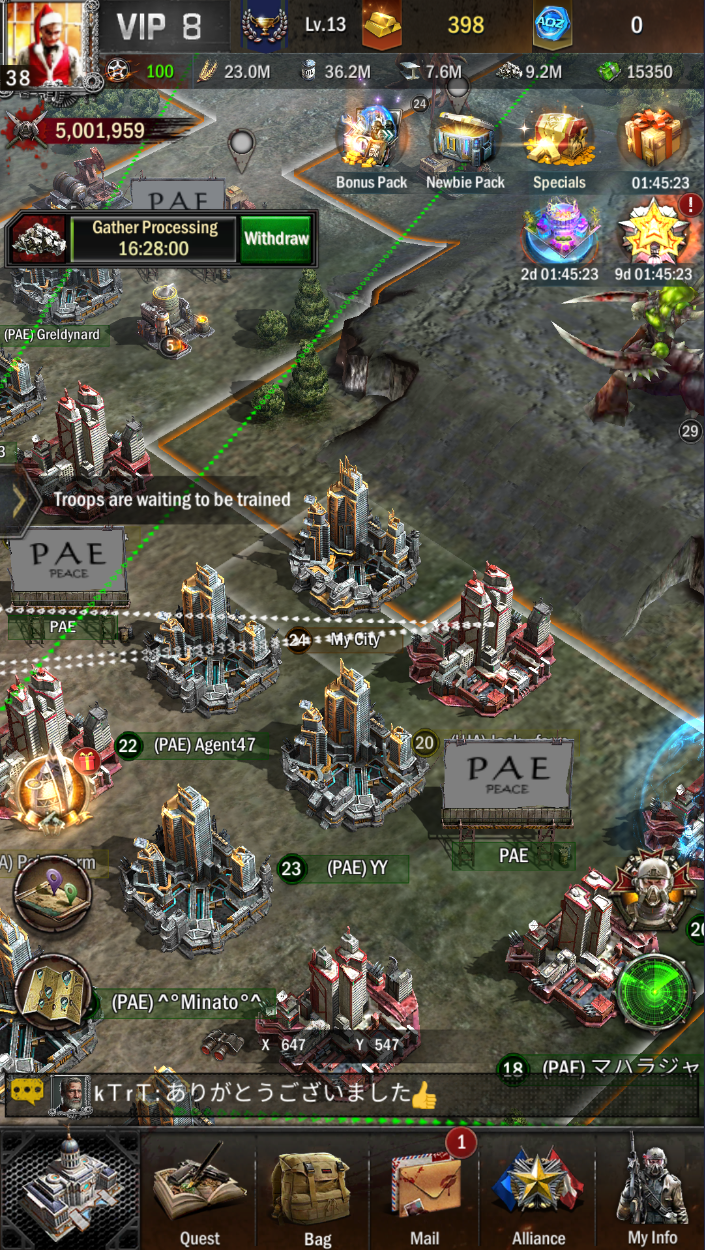 VIP 8
Lv.13
398
0
38
100
23.0M
36.2M
7.6M
9.2M
15350
5,001,959
24
Bonus Pack
Newbie Pack
Specials
01:45:23
PAE
Gather Processing
16:28:00
Withdraw
!
2d 01:45:23
9d 01:45:23
(PAE) Greldynard
5
29
3
Troops are waiting to be trained
PAE
PEACE
PAE
24
My City
22
(PAE) Agent47
20
PAE
PEACE
PAE
23
(PAE) YY
20
(PAE) ^°Minato°^
X 647
Y 547
18
(PAE) マハラジャ
kTrT:ありがとうございました👍
1
Quest
Bag
Mail
Alliance
My Info